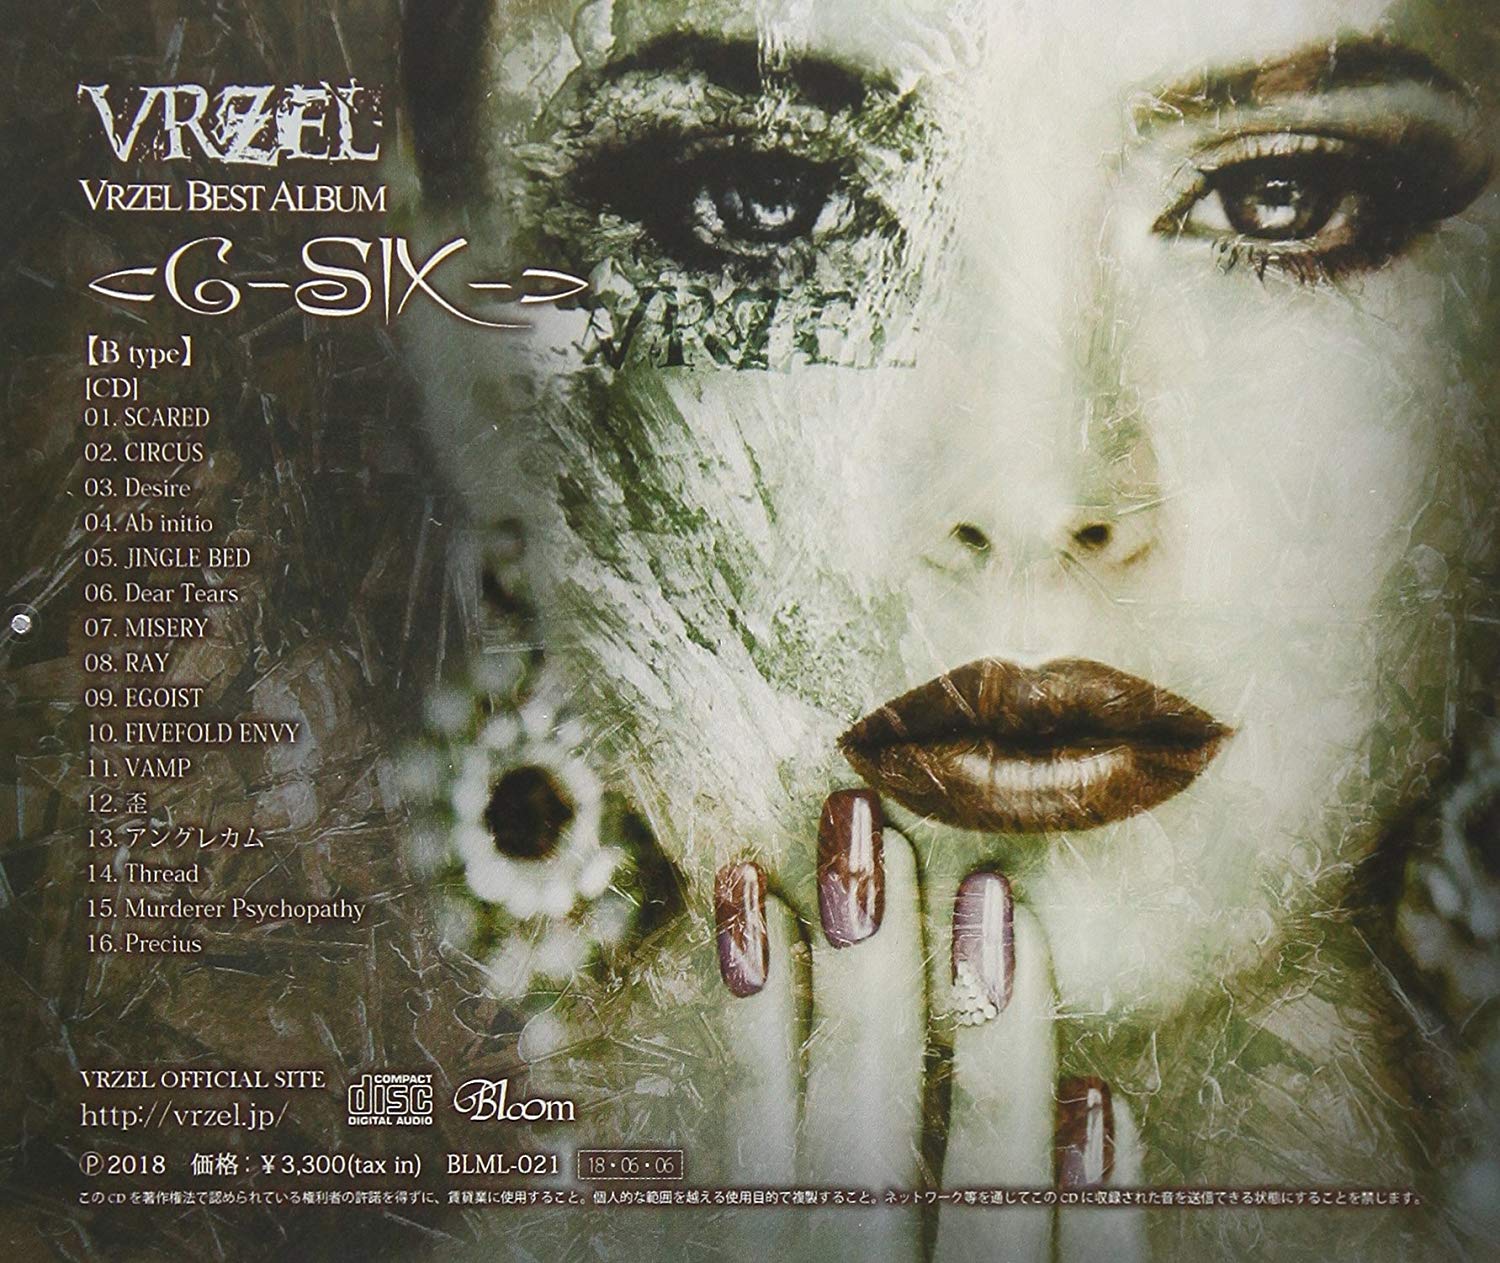 VRZEL
VRZEL BEST ALBUM
<G-SIX->
【B type】
[CD]
01. SCARED
02. CIRCUS
03. Desire
04. Ab initio
05. JINGLE BED
06. Dear Tears
07. MISERY
08. RAY
09. EGOIST
10. FIVEFOLD ENVY
11. VAMP
12. 歪
13. アングレカム
14. Thread
15. Murderer Psychopathy
16. Precius
VRZEL
VRZEL OFFICIAL SITE
http://vrzel.jp/
COMPACT
disc
DIGITAL AUDIO
Bloom
Ⓟ2018 価格：¥3,300(tax in) BLML-021 18・06・06
このCDを著作権法で認められている権利者の許諾を得ずに、賃貸業に使用すること。個人的な範囲を越える使用目的で複製すること。ネットワーク等を通じてこのCDに収録された音を送信できる状態にすることを禁じます。